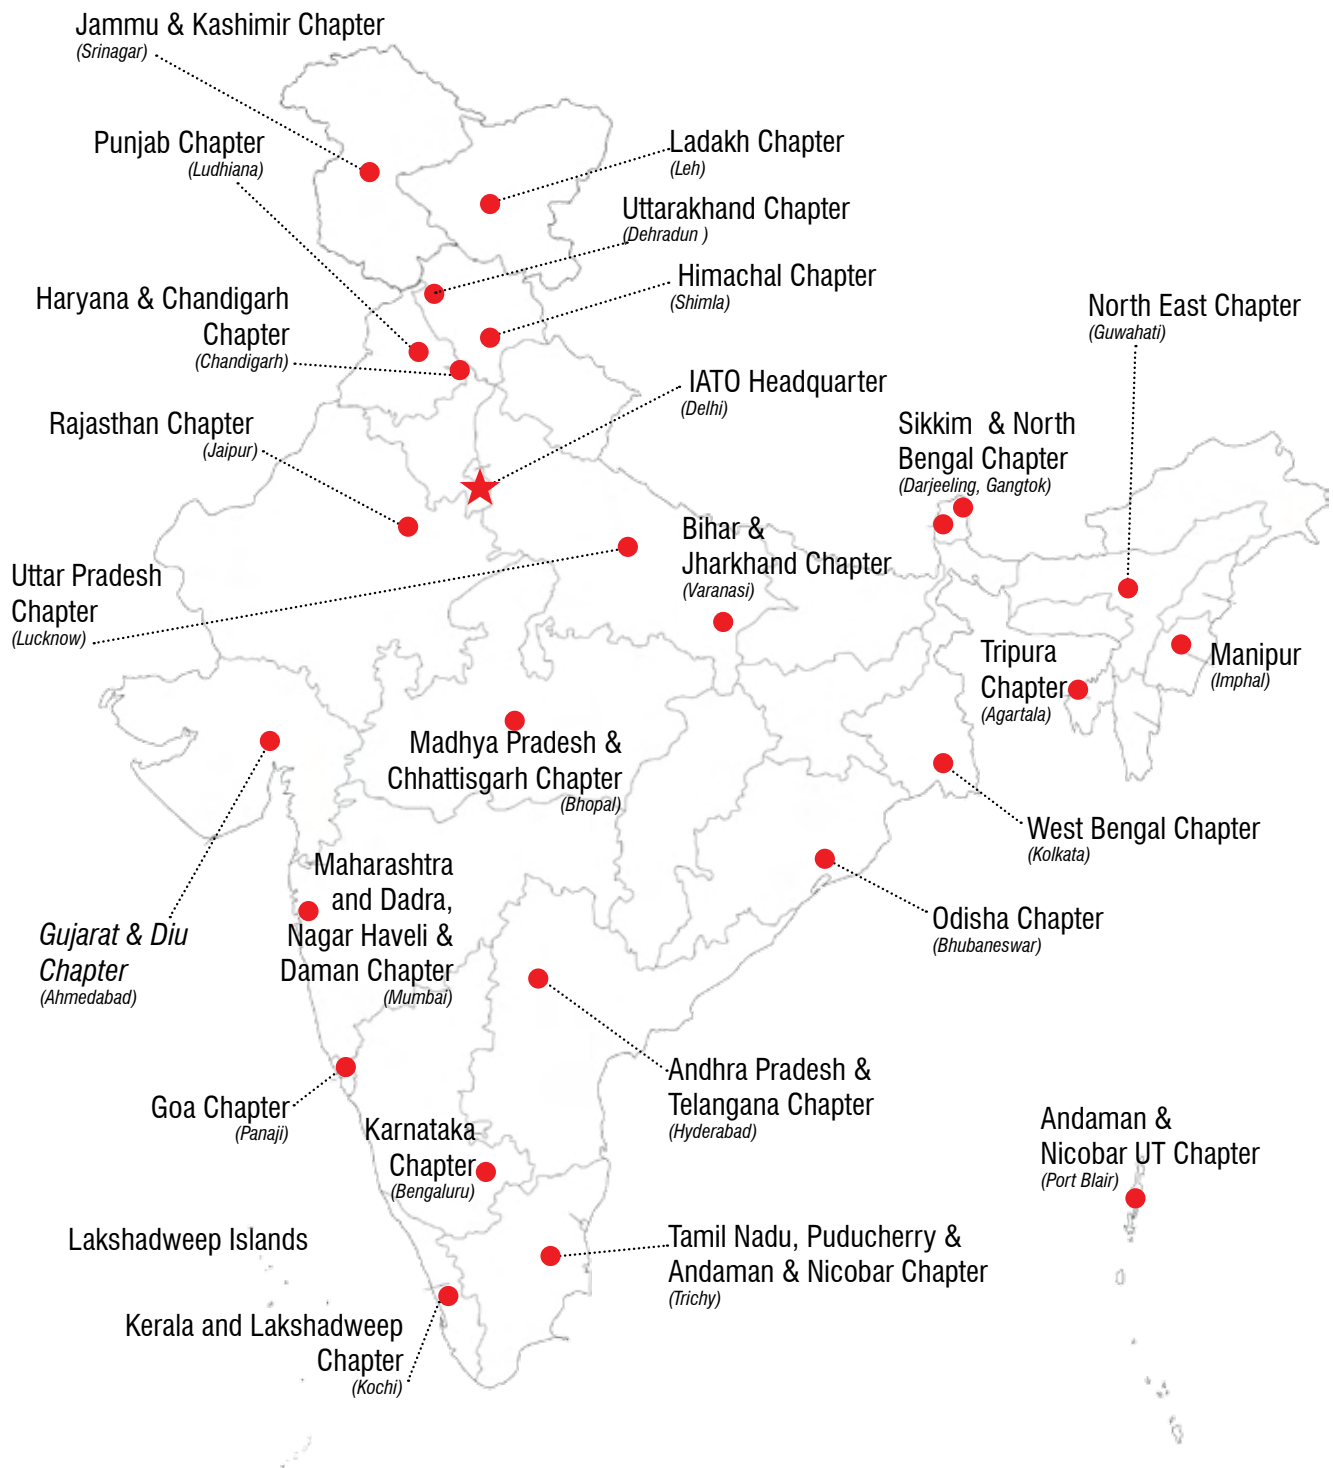 Jammu & Kashimir Chapter
(Srinagar)
Punjab Chapter
(Ludhiana)
Ladakh Chapter
(Leh)
Uttarakhand Chapter
(Dehradun )
Himachal Chapter
(Shimla)
Haryana & Chandigarh
Chapter
(Chandigarh)
North East Chapter
(Guwahati)
IATO Headquarter
(Delhi)
Rajasthan Chapter
(Jaipur)
Sikkim & North
Bengal Chapter
(Darjeeling, Gangtok)
Bihar &
Jharkhand Chapter
(Varanasi)
Uttar Pradesh
Chapter
(Lucknow)
Tripura
Chapter
(Agartala)
Manipur
(Imphal)
Madhya Pradesh &
Chhattisgarh Chapter
(Bhopal)
West Bengal Chapter
(Kolkata)
Maharashtra
and Dadra,
Nagar Haveli &
Daman Chapter
(Mumbai)
Odisha Chapter
(Bhubaneswar)
Gujarat & Diu
Chapter
(Ahmedabad)
Andhra Pradesh &
Telangana Chapter
(Hyderabad)
Goa Chapter
(Panaji)
Karnataka
Chapter
(Bengaluru)
Andaman &
Nicobar UT Chapter
(Port Blair)
Lakshadweep Islands
Tamil Nadu, Puducherry &
Andaman & Nicobar Chapter
(Trichy)
Kerala and Lakshadweep
Chapter
(Kochi)